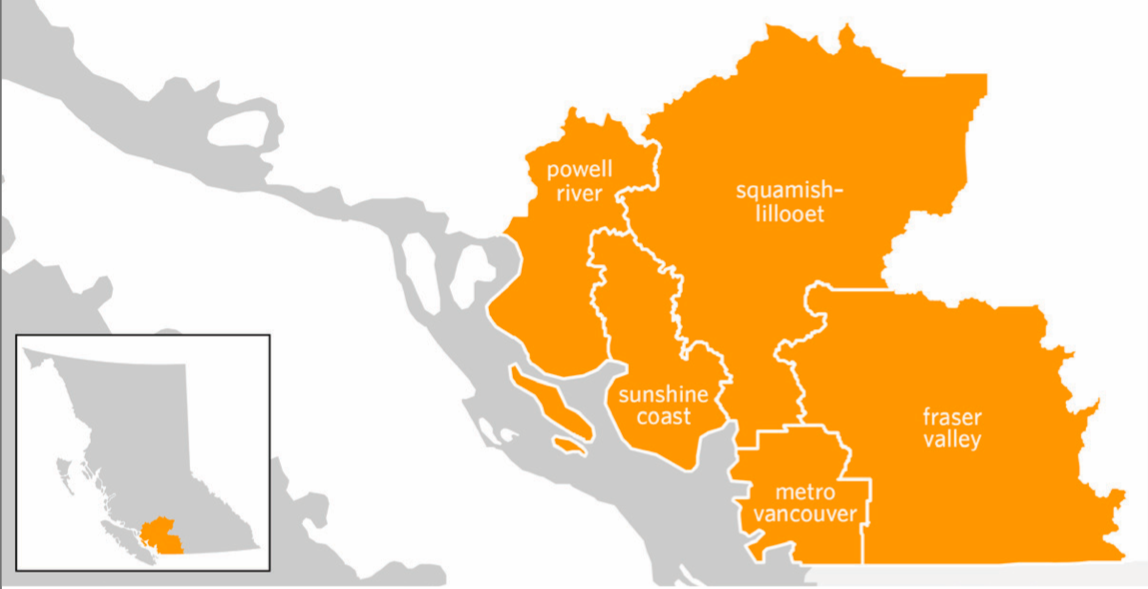 powell
river
squamish–
lillooet
sunshine
coast
fraser
valley
metro
vancouver